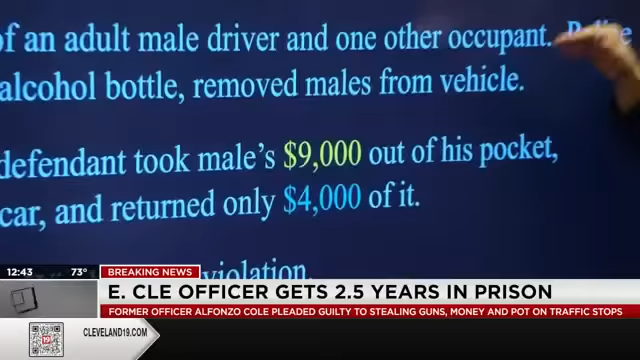 of an adult male driver and one other occupant.
alcohol bottle, removed males from vehicle.
defendant took male's $9,000 out of his pocket,
car, and returned only $4,000 of it.
violation.
12:43 73° BREAKING NEWS
E. CLE OFFICER GETS 2.5 YEARS IN PRISON
FORMER OFFICER ALFONZO COLE PLEADED GUILTY TO STEALING GUNS, MONEY AND POT ON TRAFFIC STOPS
19 CLEVELAND19.COM